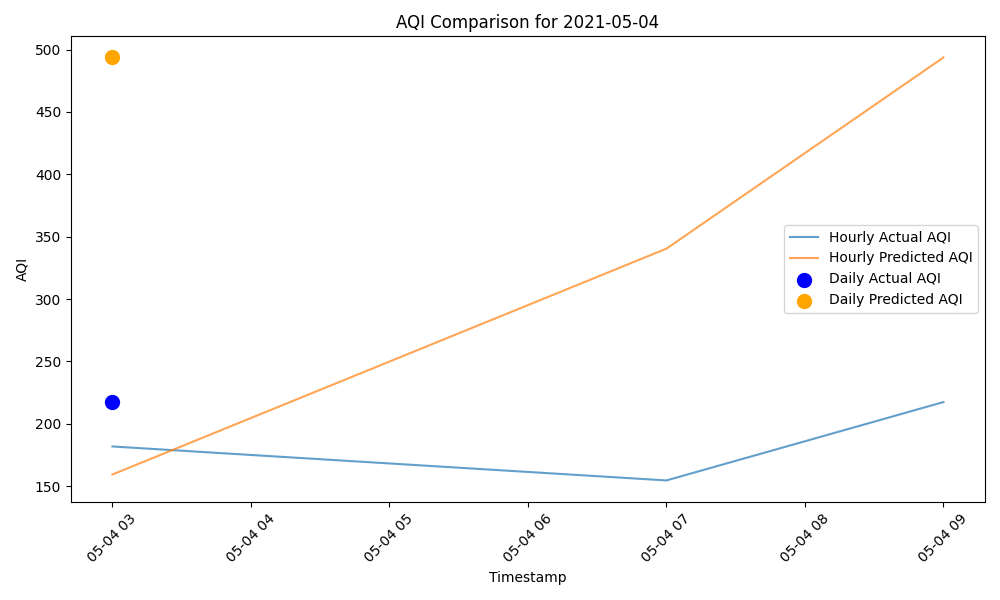 AQI Comparison for 2021-05-04
AQI
500
450
400
350
300
250
200
150
Hourly Actual AQI
Hourly Predicted AQI
Daily Actual AQI
Daily Predicted AQI
05-04 03
05-04 04
05-04 05
05-04 06
05-04 07
05-04 08
05-04 09
Timestamp